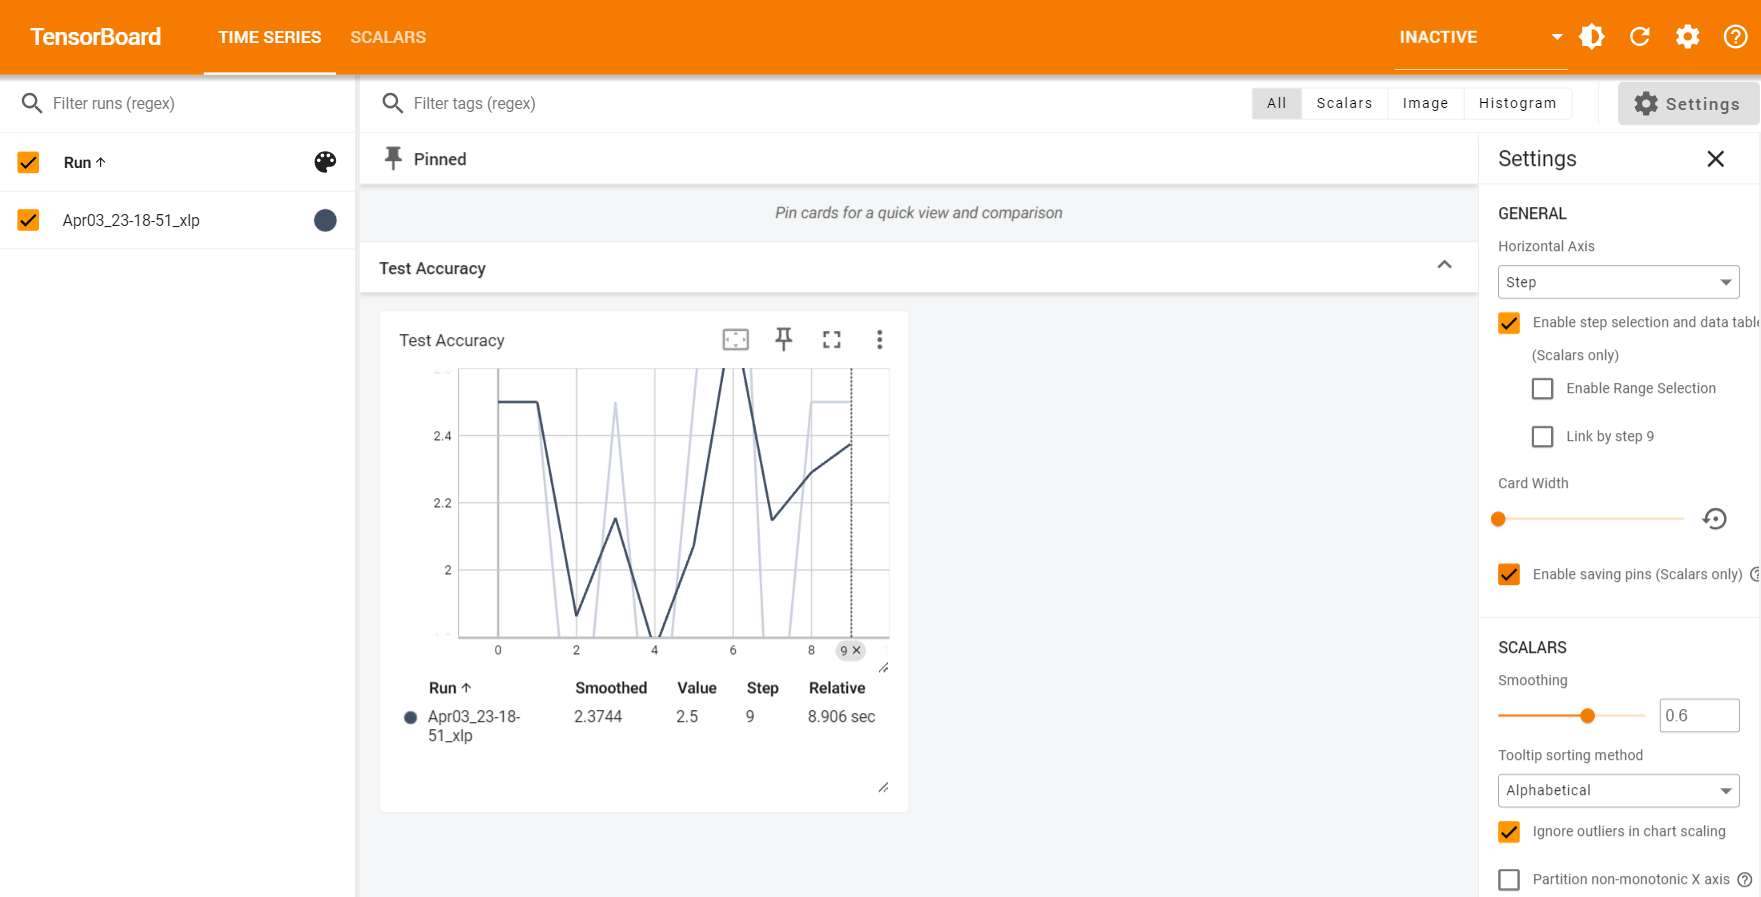 TensorBoard
TIME SERIES
SCALARS
INACTIVE
Filter runs (regex)
Filter tags (regex)
All
Scalars
Image
Histogram
Settings
Run
Apr03_23-18-51_xlp
Pinned
Pin cards for a quick view and comparison
Test Accuracy
Test Accuracy
2.4
2.2
2
0
2
4
6
8
9
Run
Smoothed
Value
Step
Relative
Apr03_23-18-
51_xlp
2.3744
2.5
9
8.906 sec
Settings
GENERAL
Horizontal Axis
Step
Enable step selection and data table
(Scalars only)
Enable Range Selection
Link by step 9
Card Width
Enable saving pins (Scalars only)
SCALARS
Smoothing
0.6
Tooltip sorting method
Alphabetical
Ignore outliers in chart scaling
Partition non-monotonic X axis